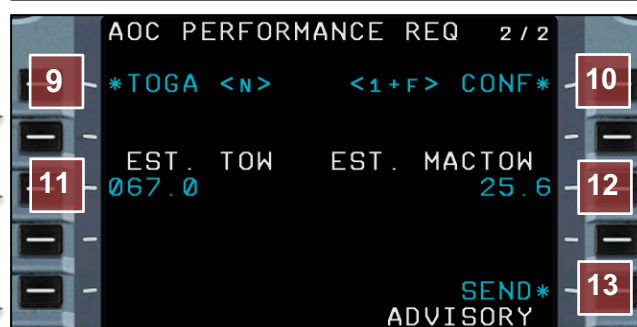 AOC PERFORMANCE REQ 2/2
9 *TOGA <N> <1+F> CONF* 10
EST. TOW EST. MACTOW
11 067.0 25.6 12
SEND* 13
ADVISORY